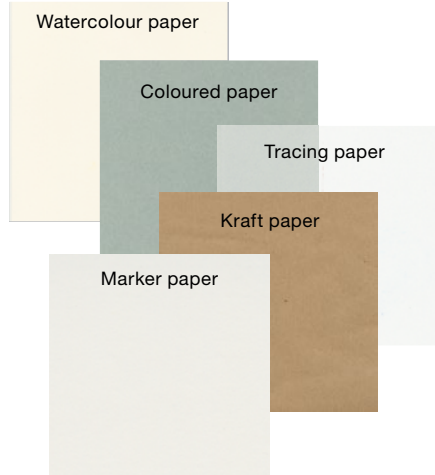 Watercolour paper
Coloured paper
Tracing paper
Kraft paper
Marker paper